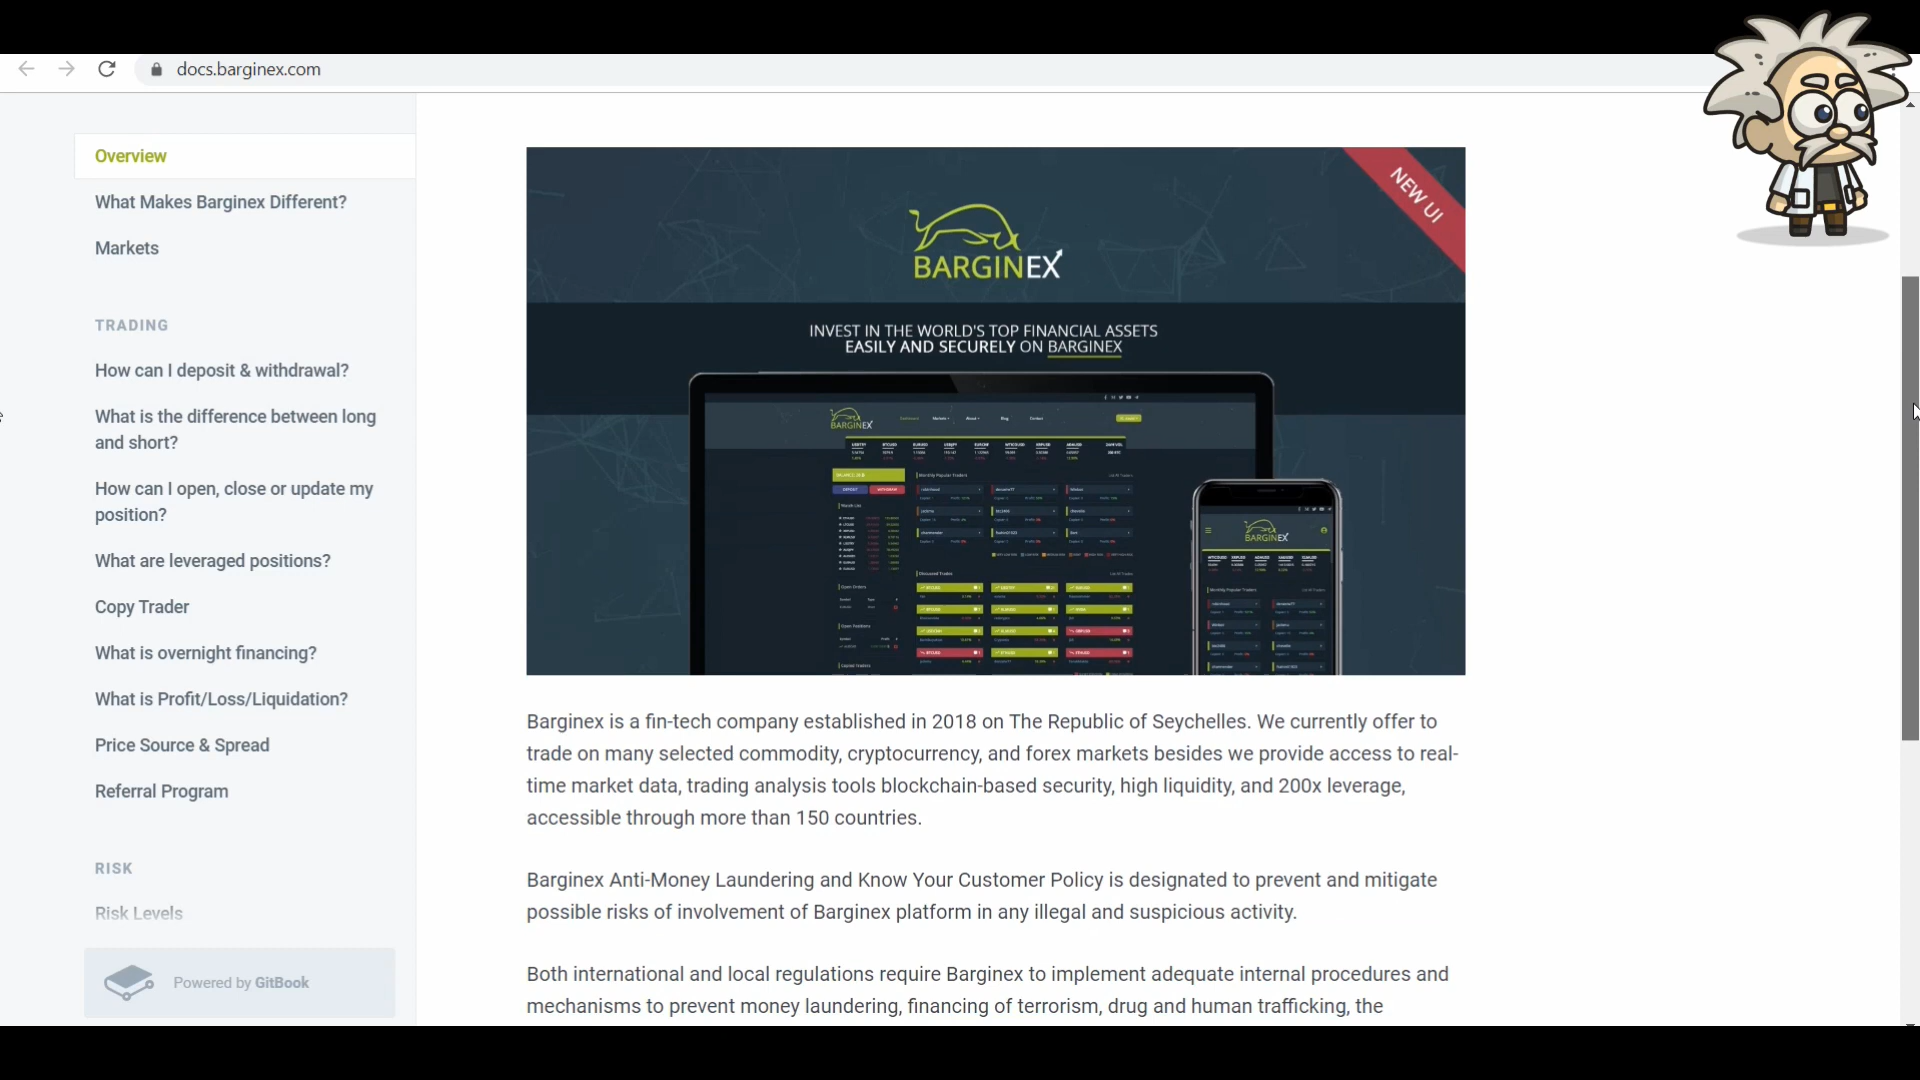 docs.barginex.com
Overview
What Makes Barginex Different?
Markets
TRADING
How can I deposit & withdrawal?
What is the difference between long
and short?
How can I open, close or update my
position?
What are leveraged positions?
Copy Trader
What is overnight financing?
What is Profit/Loss/Liquidation?
Price Source & Spread
Referral Program
RISK
Risk Levels
Powered by GitBook
NEW UI
BARGINEX
INVEST IN THE WORLD'S TOP FINANCIAL ASSETS
EASILY AND SECURELY ON BARGINEX
BARGINEX
BARGINEX
Barginex is a fin-tech company established in 2018 on The Republic of Seychelles. We currently offer to
trade on many selected commodity, cryptocurrency, and forex markets besides we provide access to real-
time market data, trading analysis tools blockchain-based security, high liquidity, and 200x leverage,
accessible through more than 150 countries.
Barginex Anti-Money Laundering and Know Your Customer Policy is designated to prevent and mitigate
possible risks of involvement of Barginex platform in any illegal and suspicious activity.
Both international and local regulations require Barginex to implement adequate internal procedures and
mechanisms to prevent money laundering, financing of terrorism, drug and human trafficking, the